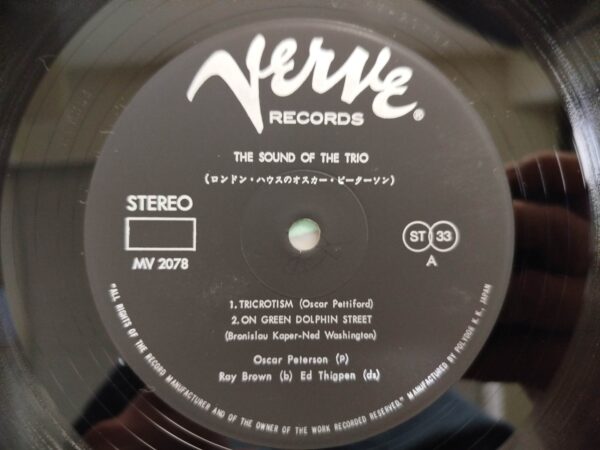 Verve®
RECORDS
THE SOUND OF THE TRIO
(ロンドン・ハウスのオスカー・ピーターソン)
STEREO
ST 33
MV 2078
A
1. TRICROTISM (Oscar Pettiford)
2. ON GREEN DOLPHIN STREET
(Bronislau Kaper-Ned Washington)
Oscar Peterson (p)
Ray Brown (b) Ed Thigpen (ds)
"ALL RIGHTS OF THE RECORD MANUFACTURER AND OF THE OWNER OF THE WORK RECORDED RESERVED." MANUFACTURED BY POLYDOR K. K., JAPAN